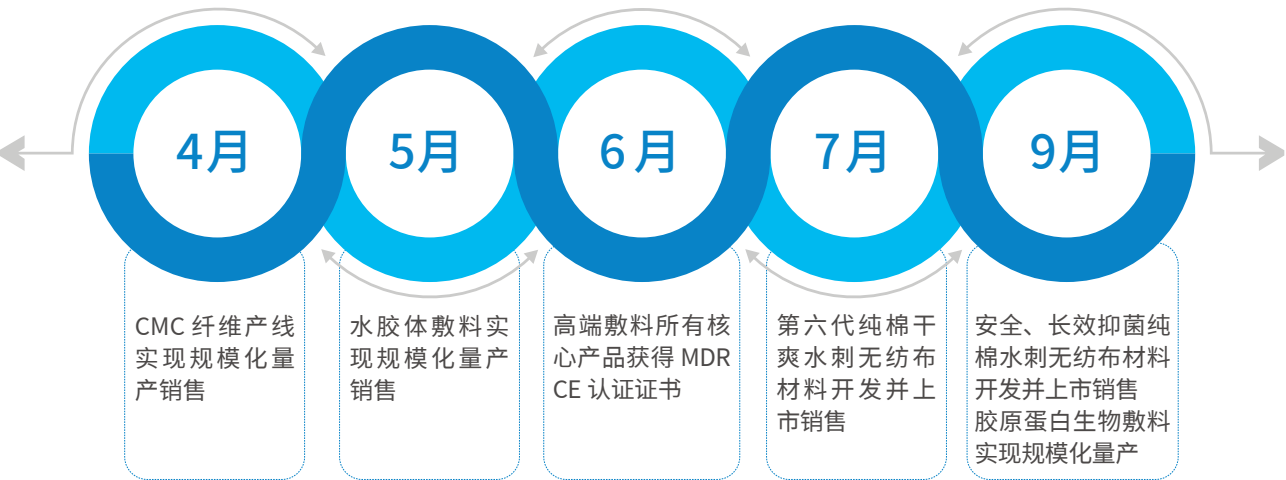 4月
5月
6月
7月
9月
CMC 纤维产线
实现规模化量
产销售
水胶体敷料实
现规模化量产
销售
高端敷料所有核
心产品获得 MDR
CE 认证证书
第六代纯棉干
爽水刺无纺布
材料开发并上
市销售
安全、长效抑菌纯
棉水刺无纺布材料
开发并上市销售
胶原蛋白生物敷料
实现规模化量产